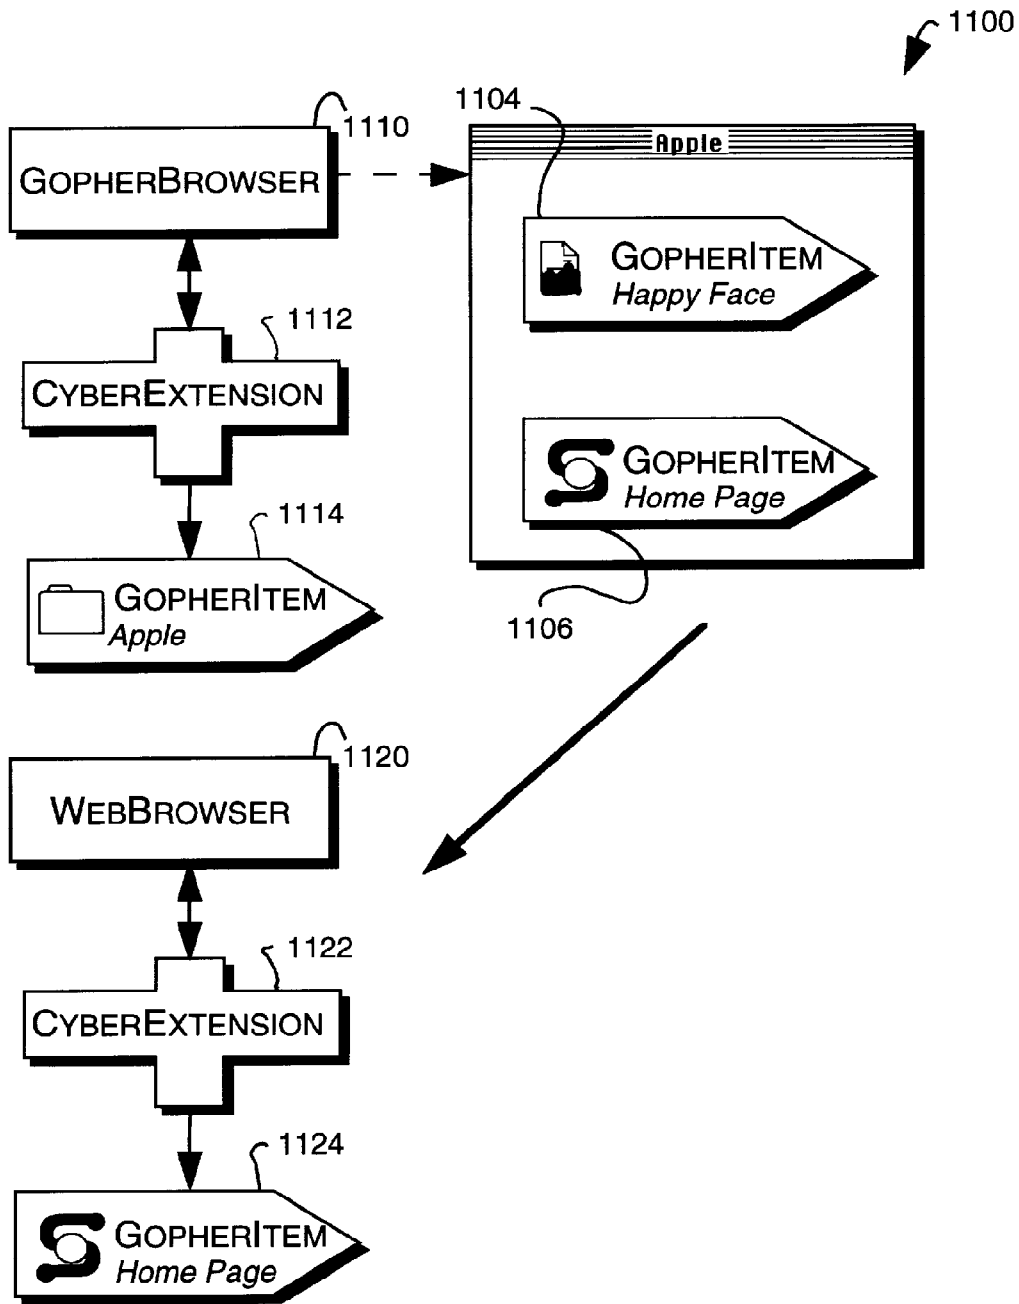 1100
1104
1110
Apple
GOPHERBROWSER
GOPHERITEM
Happy Face
1112
CYBEREXTENSION
GOPHERITEM
Home Page
1114
GOPHERITEM
Apple
1106
1120
WEBBROWSER
1122
CYBEREXTENSION
1124
GOPHERITEM
Home Page